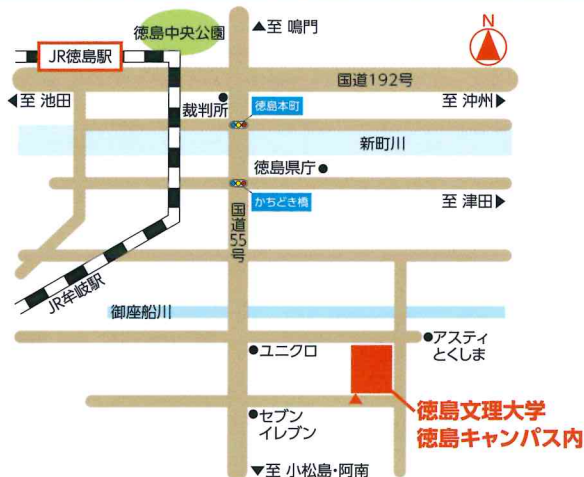 徳島中央公園
▲至 鳴門
N
JR徳島駅
国道192号
◀至 池田
裁判所
徳島本町
至 沖州▶
新町川
徳島県庁
かちどき橋
至 津田▶
国道55号
JR牟岐駅
御座船川
ユニクロ
アスティ
とくしま
徳島文理大学
徳島キャンパス内
セブン
イレブン
▼至 小松島・阿南